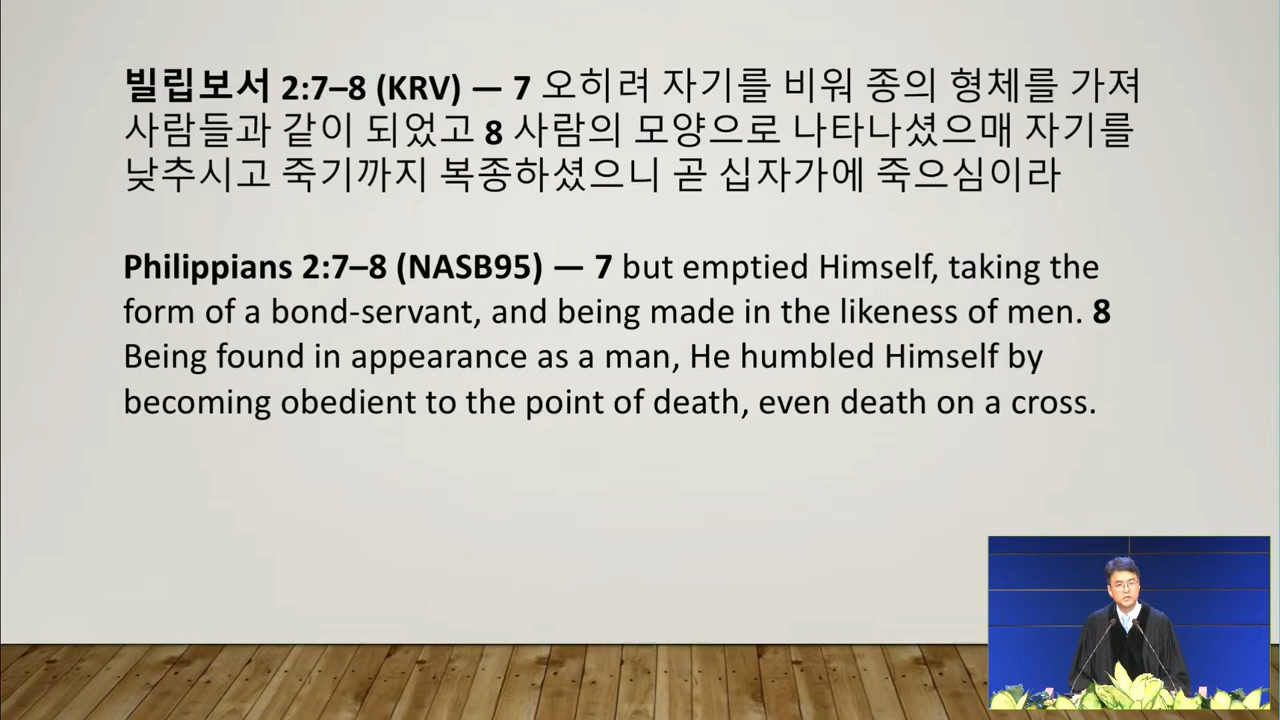 빌립보서 2:7–8 (KRV) — 7 오히려 자기를 비워 종의 형체를 가져
사람들과 같이 되었고 8 사람의 모양으로 나타나셨으매 자기를
낮추시고 죽기까지 복종하셨으니 곧 십자가에 죽으심이라
Philippians 2:7–8 (NASB95) — 7 but emptied Himself, taking the
form of a bond-servant, and being made in the likeness of men. 8
Being found in appearance as a man, He humbled Himself by
becoming obedient to the point of death, even death on a cross.